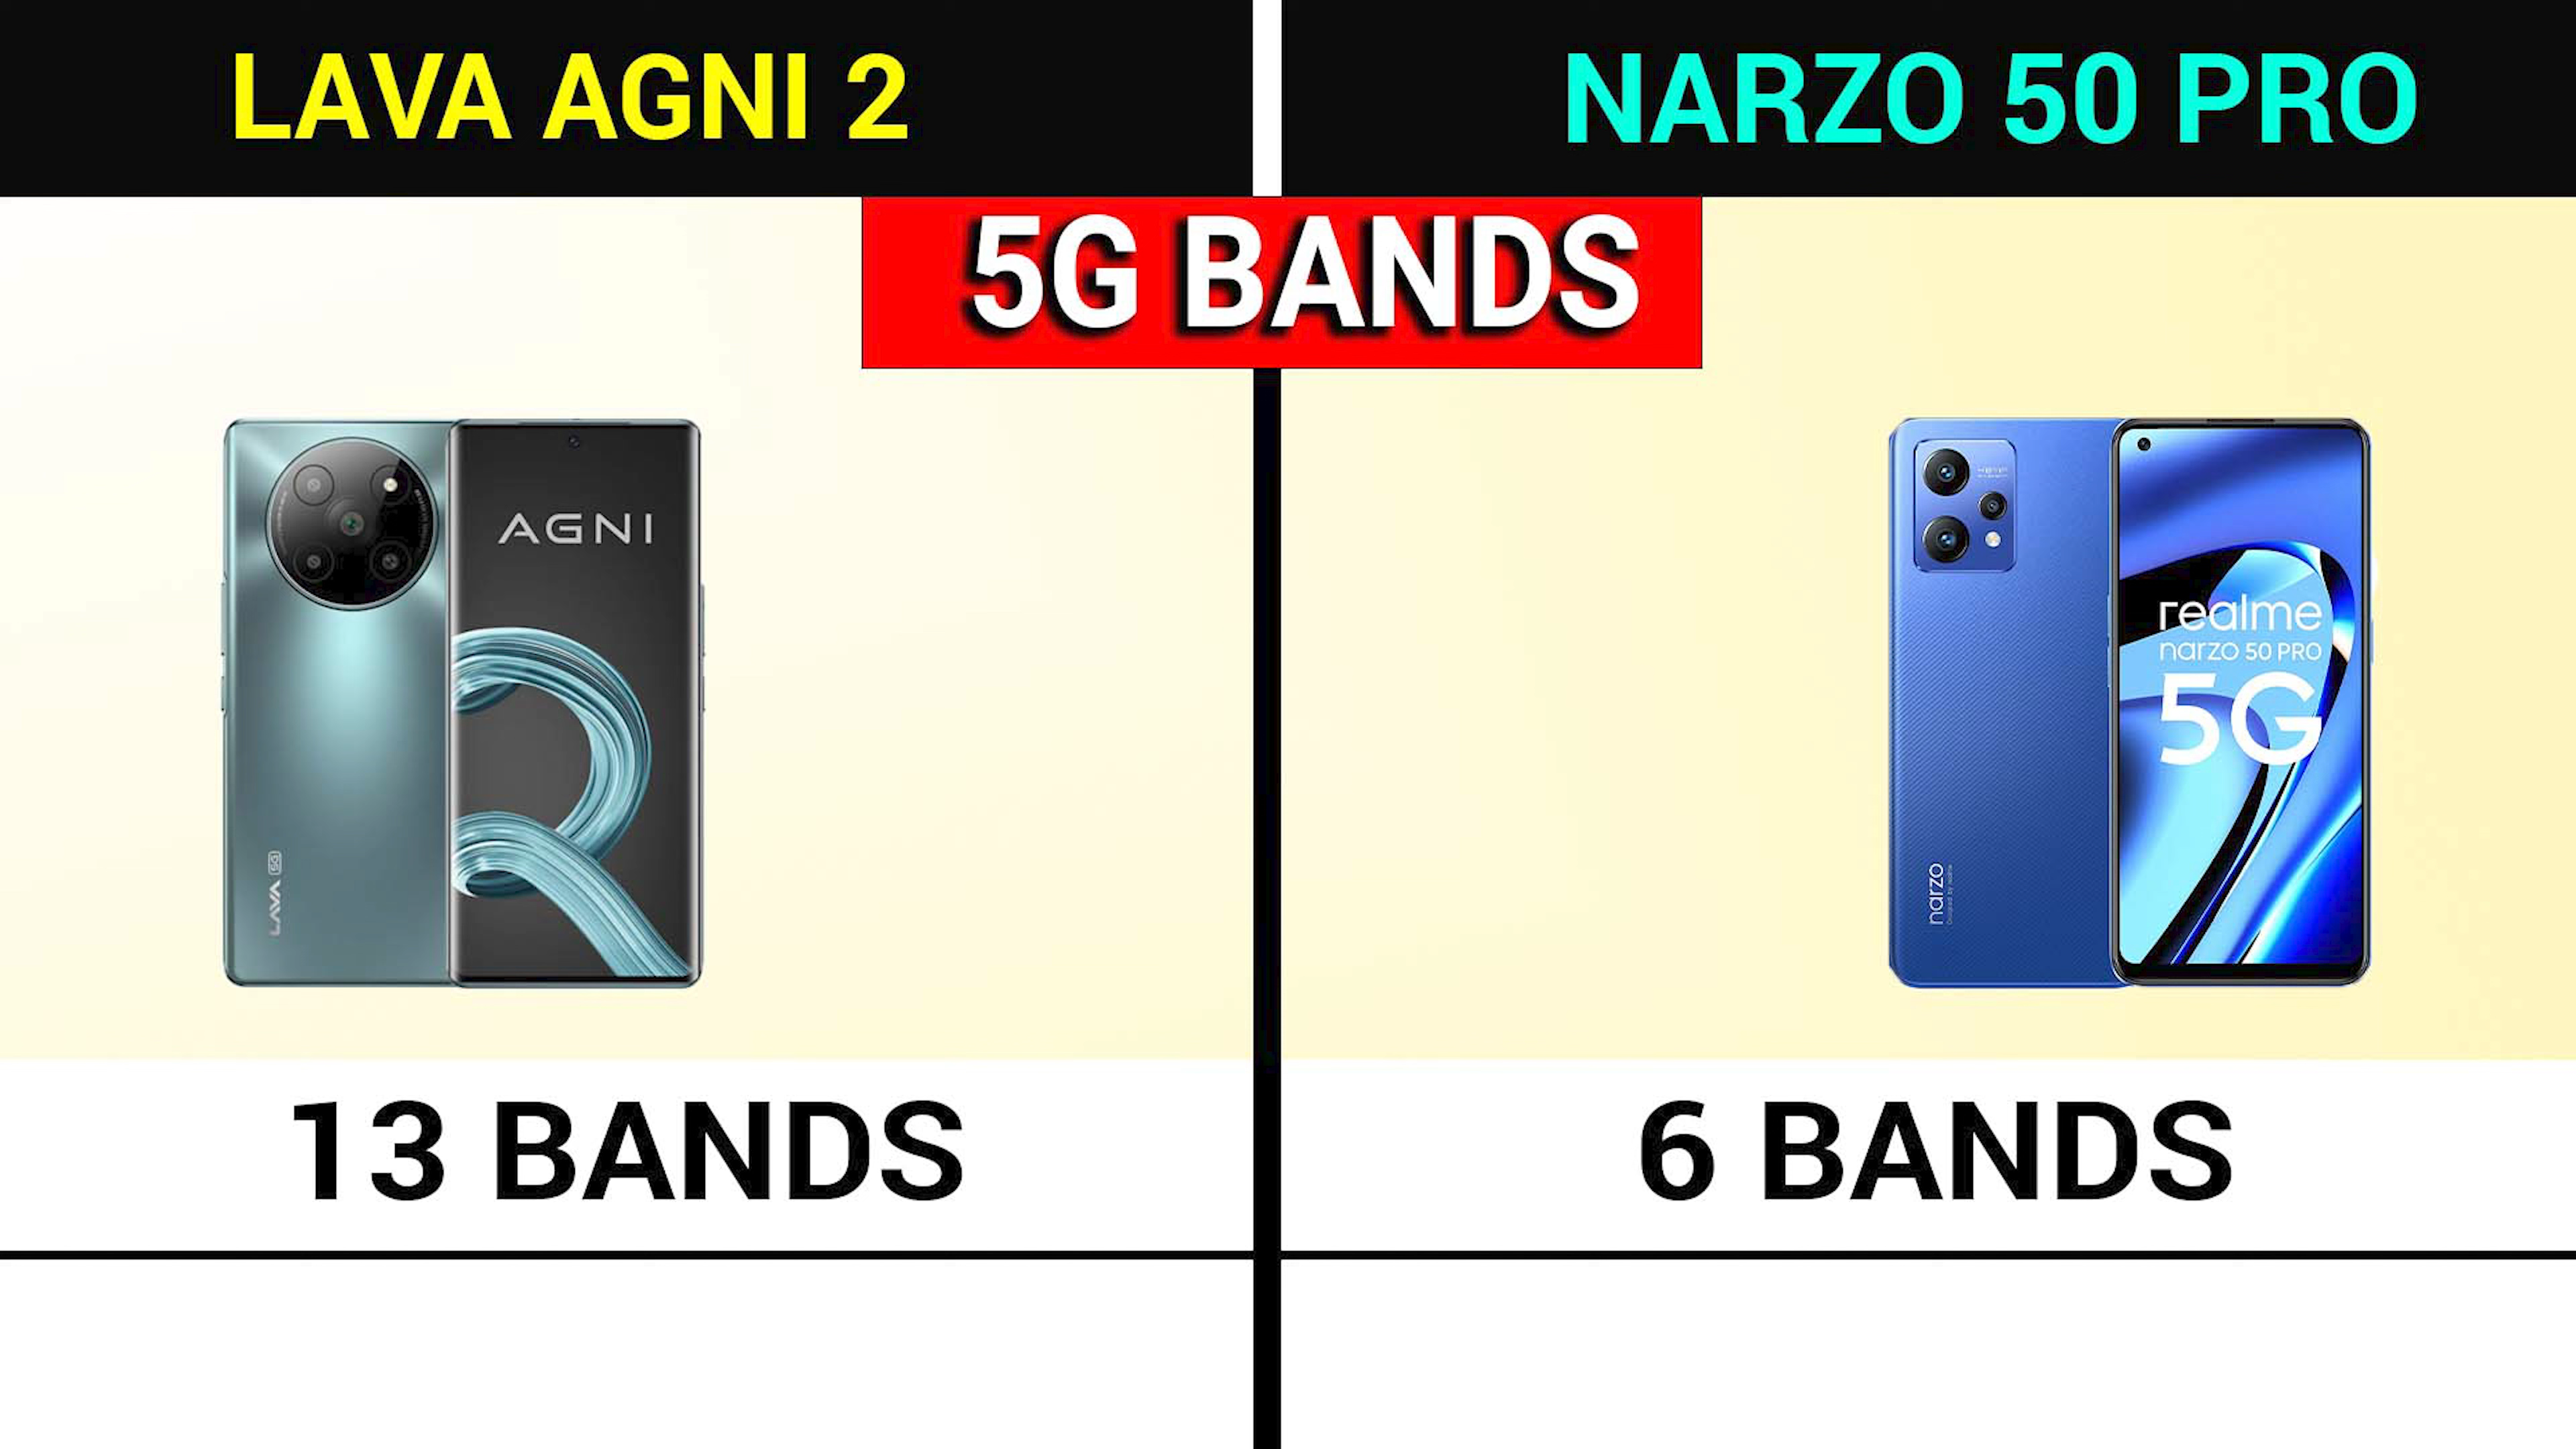 LAVA AGNI 2
NARZO 50 PRO
5G BANDS
AGNI
LAVA 5G
realme
narzo 50 PRO
5G
narzo
13 BANDS
6 BANDS